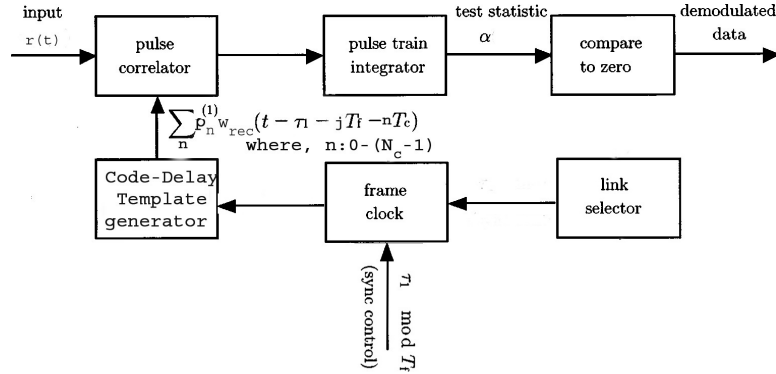 input
r(t)
pulse
correlator
pulse train
integrator
test statistic
α
compare
to zero
demodulated
data
∑ₙ pₙ⁽¹⁾ w_rec(t − τ₁ − jT_f − nT_c)
where, n:0-(N_c-1)
Code-Delay
Template
generator
frame
clock
link
selector
τ₁ mod T_f
(sync control)